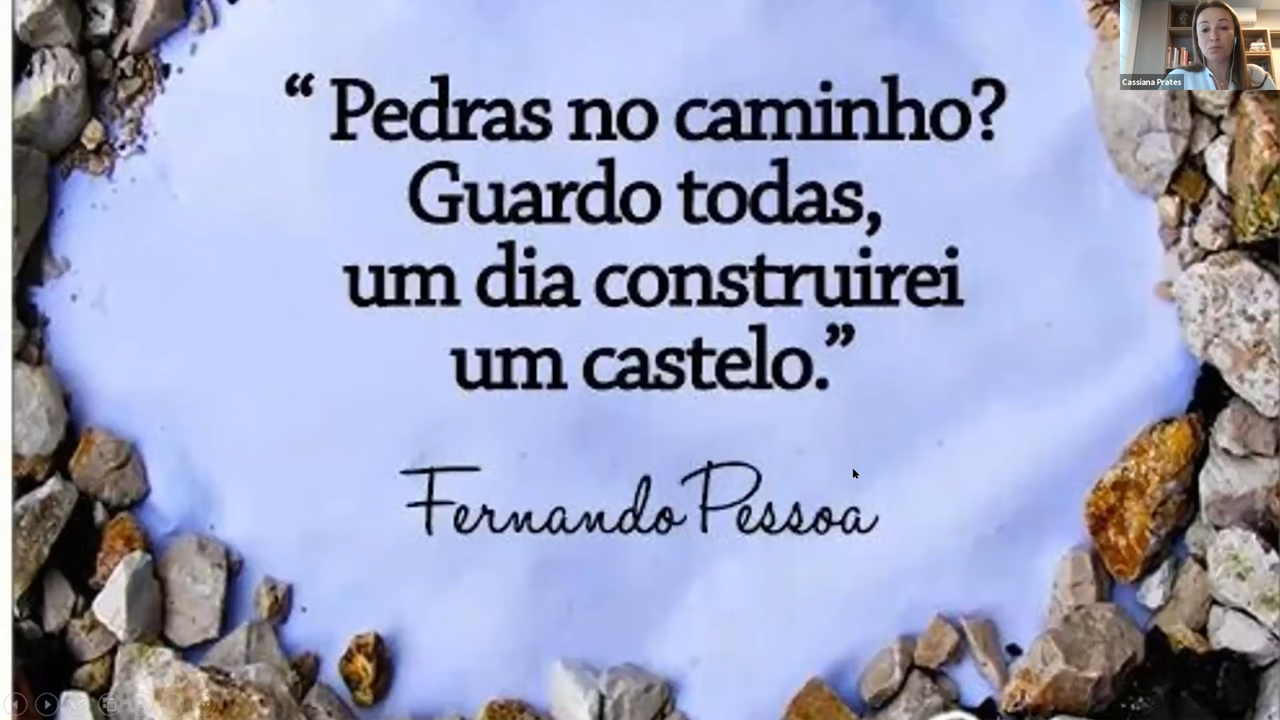 “ Pedras no caminho?
Guardo todas,
um dia construirei
um castelo.”
Fernando Pessoa
Cassiana Prates